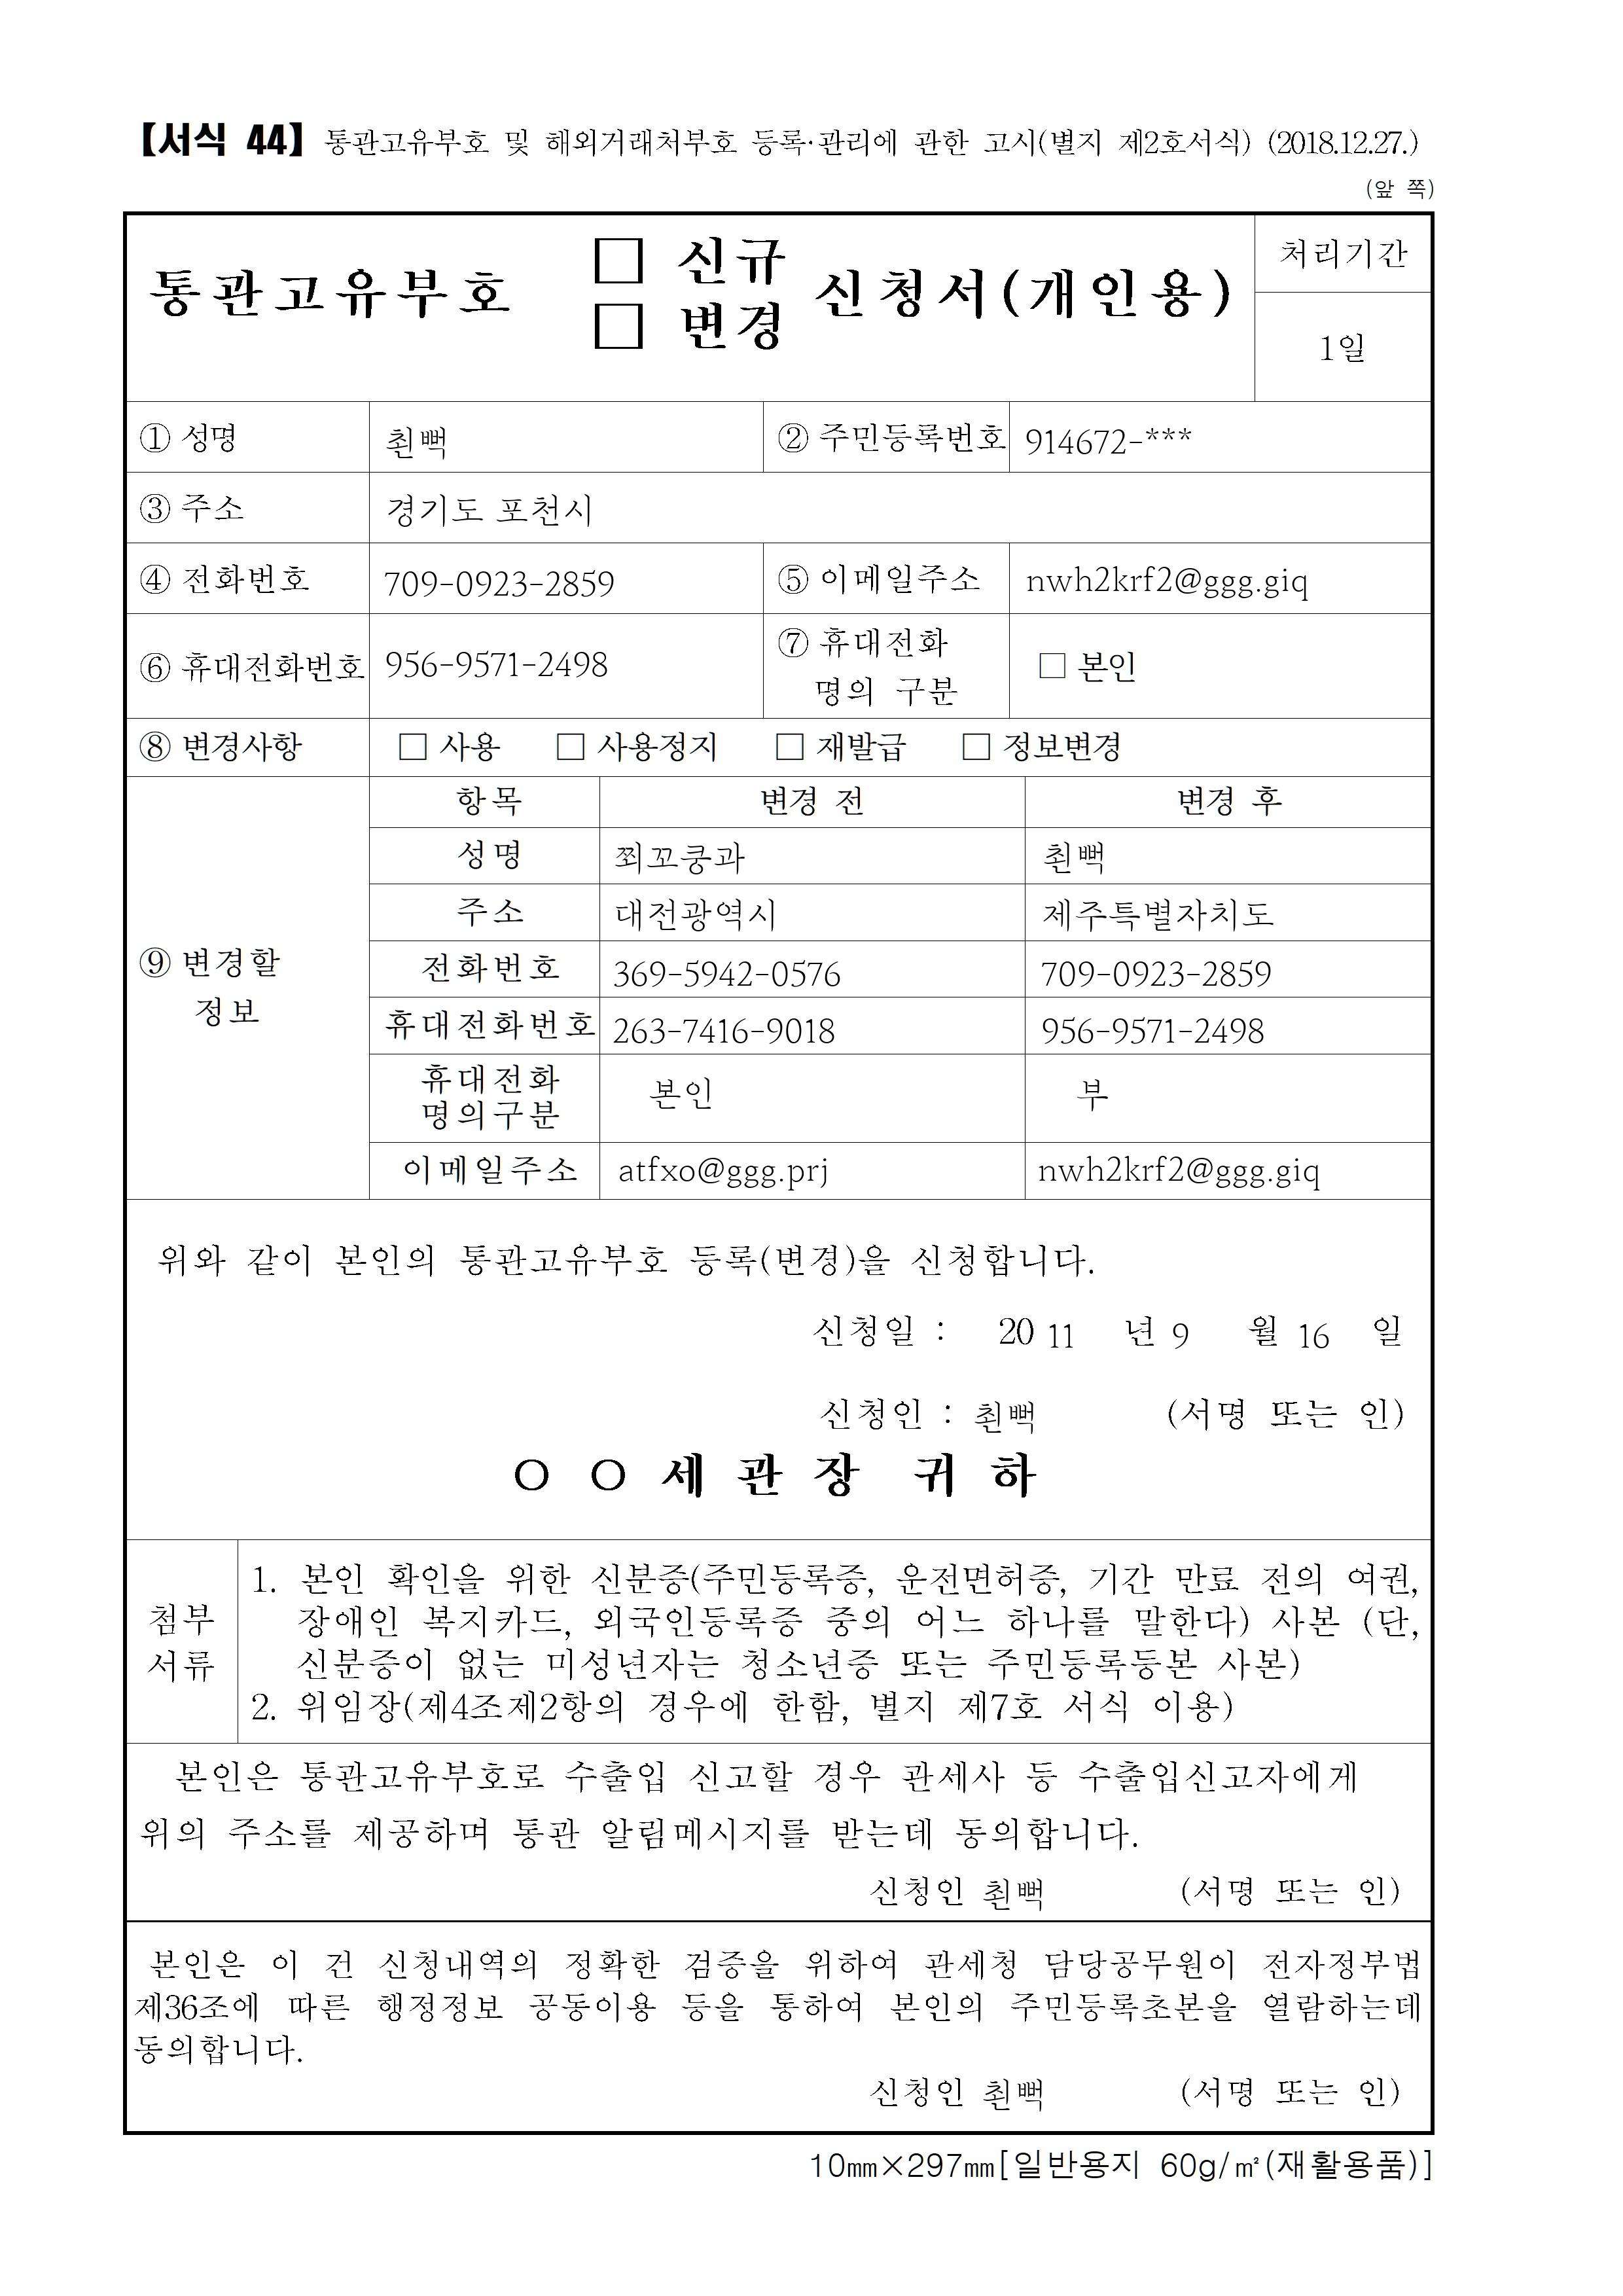 【서식 44】 통관고유부호 및 해외거래처부호 등록·관리에 관한 고시(별지 제2호서식) (2018.12.27.)
(앞 쪽)
통관고유부호 □ 신규 □ 변경 신청서(개인용)
처리기간
1일
① 성명 쵠뻑 ② 주민등록번호 914672-***
③ 주소 경기도 포천시
④ 전화번호 709-0923-2859 ⑤ 이메일주소 nwh2krf2@ggg.giq
⑥ 휴대전화번호 956-9571-2498 ⑦ 휴대전화 명의 구분 □ 본인
⑧ 변경사항 □ 사용 □ 사용정지 □ 재발급 □ 정보변경
⑨ 변경할 정보
항목 변경 전 변경 후
성명 쬐꼬쿵과 쵠뻑
주소 대전광역시 제주특별자치도
전화번호 369-5942-0576 709-0923-2859
휴대전화번호 263-7416-9018 956-9571-2498
휴대전화 명의구분 본인 부
이메일주소 atfxo@ggg.prj nwh2krf2@ggg.giq
위와 같이 본인의 통관고유부호 등록(변경)을 신청합니다.
신청일 : 20 11 년 9 월 16 일
신청인 : 쵠뻑 (서명 또는 인)
○ ○ 세 관 장 귀 하
첨부 서류
1. 본인 확인을 위한 신분증(주민등록증, 운전면허증, 기간 만료 전의 여권,
장애인 복지카드, 외국인등록증 중의 어느 하나를 말한다) 사본 (단,
신분증이 없는 미성년자는 청소년증 또는 주민등록등본 사본)
2. 위임장(제4조제2항의 경우에 한함, 별지 제7호 서식 이용)
본인은 통관고유부호로 수출입 신고할 경우 관세사 등 수출입신고자에게
위의 주소를 제공하며 통관 알림메시지를 받는데 동의합니다.
신청인 쵠뻑 (서명 또는 인)
본인은 이 건 신청내역의 정확한 검증을 위하여 관세청 담당공무원이 전자정부법
제36조에 따른 행정정보 공동이용 등을 통하여 본인의 주민등록초본을 열람하는데
동의합니다.
신청인 쵠뻑 (서명 또는 인)
10㎜×297㎜[일반용지 60g/㎡(재활용품)]